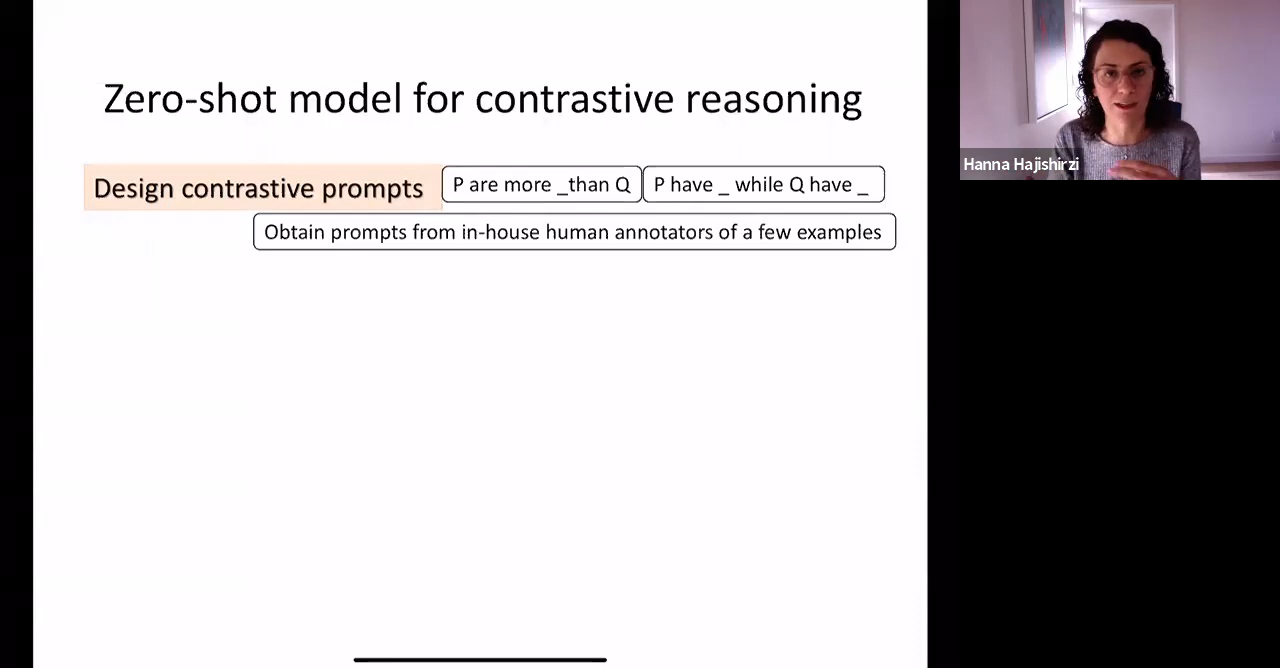 Zero-shot model for contrastive reasoning
Design contrastive prompts
P are more _than Q
P have _ while Q have _
Obtain prompts from in-house human annotators of a few examples
Hanna Hajishirzi